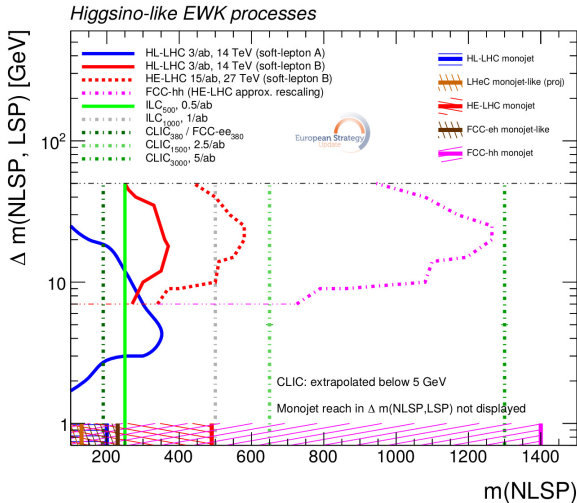 Higgsino-like EWK processes
Δ m(NLSP, LSP) [GeV]
HL-LHC 3/ab, 14 TeV (soft-lepton A)
HL-LHC 3/ab, 14 TeV (soft-lepton B)
HE-LHC 15/ab, 27 TeV (soft-lepton B)
FCC-hh (HE-LHC approx. rescaling)
ILC500, 0.5/ab
ILC1000, 1/ab
CLIC380 / FCC-ee380
CLIC1500, 2.5/ab
CLIC3000, 5/ab
HL-LHC monojet
LHeC monojet-like (proj)
HE-LHC monojet
FCC-eh monojet-like
FCC-hh monojet
European Strategy
Update
10²
10
1
CLIC: extrapolated below 5 GeV
Monojet reach in Δ m(NLSP,LSP) not displayed
200 400 600 800 1000 1200 1400
m(NLSP)